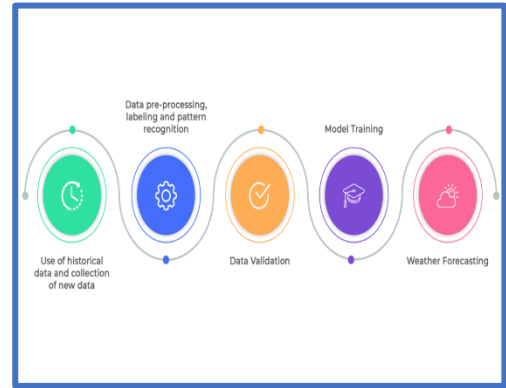 Use of historical
data and collection
of new data
Data pre-processing,
labeling and pattern
recognition
Data Validation
Model Training
Weather Forecasting